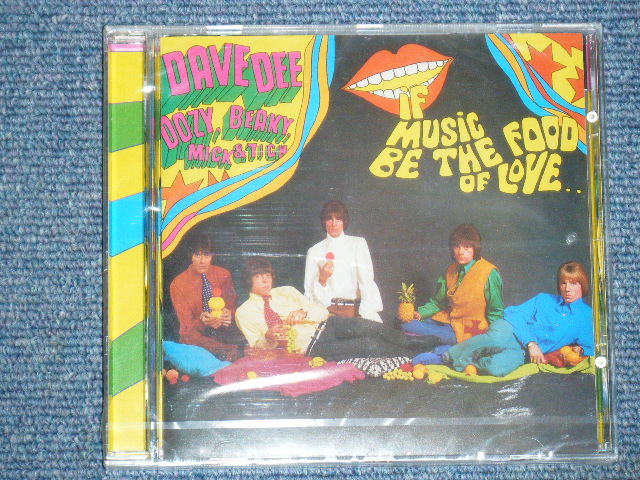 DAVE DEE
DOZY BEAKY
MICK & TICH
IF
MUSIC
BE THE FOOD
OF LOVE..